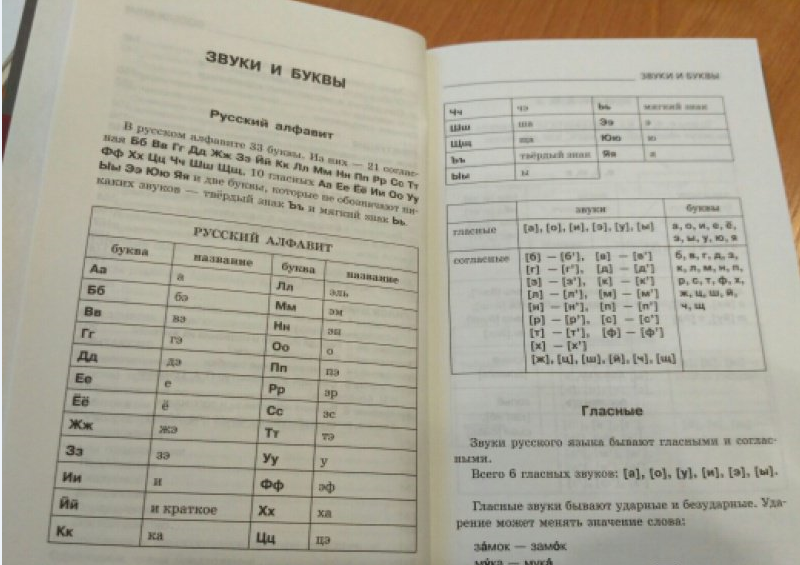 ЗВУКИ И БУКВЫ
Русский алфавит
В русском алфавите 33 буквы. Из них — 21 соглас-
ная Бб Вв Гг Дд Жж Зз Йй Кк Лл Мм Нн Пп Рр Сс Тт
Фф Хх Цц Чч Шш Щщ, 10 гласных Аа Ее Ёё Ии Оо Уу
Ыы Ээ Юю Яя и две буквы, которые не обозначают ни-
каких звуков — твёрдый знак Ъъ и мягкий знак Ьь.
РУССКИЙ АЛФАВИТ
буква название буква название
Аа а Лл эль
Бб бэ Мм эм
Вв вэ Нн эн
Гг гэ Оо о
Дд дэ Пп пэ
Ее е Рр эр
Ёё ё Сс эс
Жж жэ Тт тэ
Зз зэ Уу у
Ии и Фф эф
Йй и краткое Хх ха
Кк ка Цц цэ
ЗВУКИ И БУКВЫ
Чч чэ Ьь мягкий знак
Шш ша Ээ э
Щщ ща Юю ю
Ъъ твёрдый знак Яя я
Ыы ы
звуки буквы
гласные [а], [о], [и], [э], [у], [ы] а, о, и, е, ё,
э, ы, у, ю, я
согласные [б] — [б’], [в] — [в’] б, в, г, д, з,
[г] — [г’], [д] — [д’] к, л, м, н, п,
[з] — [з’], [к] — [к’] р, с, т, ф, х,
[л] — [л’], [м] — [м’] ж, ц, ш, й,
[н] — [н’], [п] — [п’] ч, щ
[р] — [р’], [с] — [с’]
[т] — [т’], [ф] — [ф’]
[х] — [х’]
[ж], [ц], [ш], [й], [ч], [щ]
Гласные
Звуки русского языка бывают гласными и соглас-
ными.
Всего 6 гласных звуков: [а], [о], [у], [и], [э], [ы].
Гласные звуки бывают ударные и безударные. Уда-
рение может менять значение слова:
за́мок — замо́к
му́ка — мука́